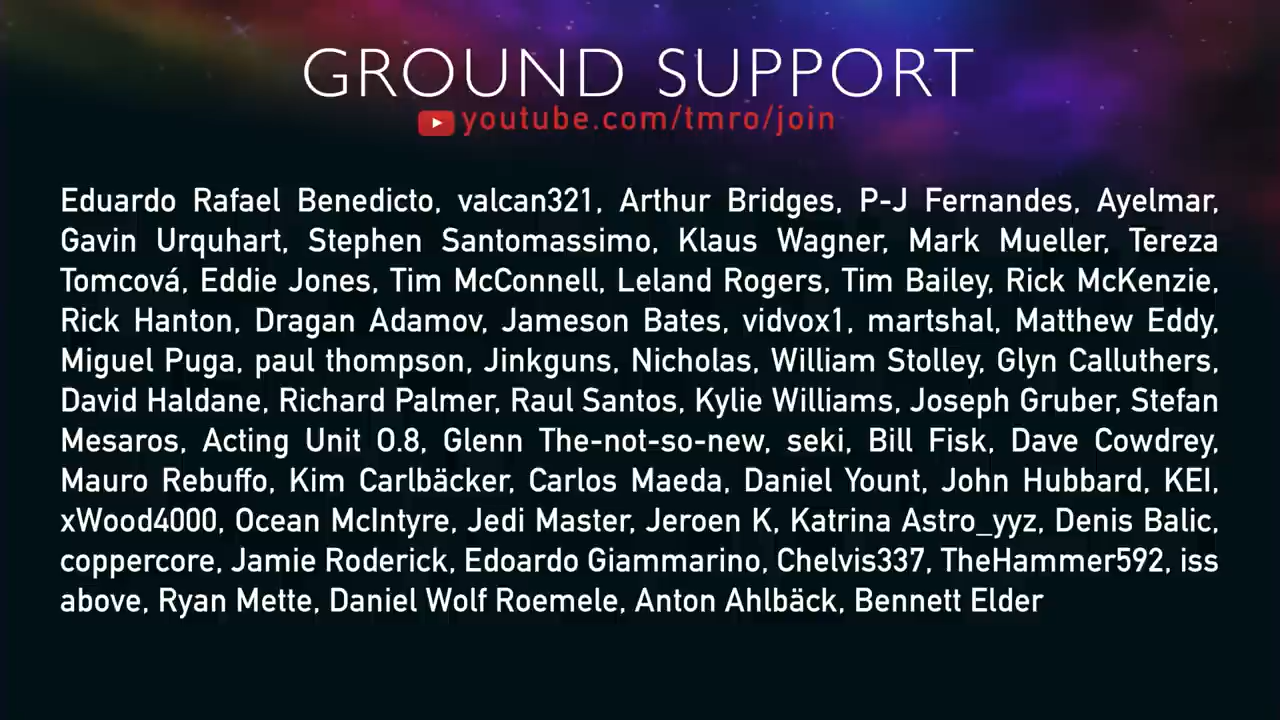 GROUND SUPPORT
youtube.com/tmro/join
Eduardo Rafael Benedicto, valcan321, Arthur Bridges, P-J Fernandes, Ayelmar,
Gavin Urquhart, Stephen Santomassimo, Klaus Wagner, Mark Mueller, Tereza
Tomcová, Eddie Jones, Tim McConnell, Leland Rogers, Tim Bailey, Rick McKenzie,
Rick Hanton, Dragan Adamov, Jameson Bates, vidvox1, martshal, Matthew Eddy,
Miguel Puga, paul thompson, Jinkguns, Nicholas, William Stolley, Glyn Calluthers,
David Haldane, Richard Palmer, Raul Santos, Kylie Williams, Joseph Gruber, Stefan
Mesaros, Acting Unit 0.8, Glenn The-not-so-new, seki, Bill Fisk, Dave Cowdrey,
Mauro Rebuffo, Kim Carlbäcker, Carlos Maeda, Daniel Yount, John Hubbard, KEI,
xWood4000, Ocean McIntyre, Jedi Master, Jeroen K, Katrina Astro_yyz, Denis Balic,
coppercore, Jamie Roderick, Edoardo Giammarino, Chelvis337, TheHammer592, iss
above, Ryan Mette, Daniel Wolf Roemele, Anton Ahlbäck, Bennett Elder